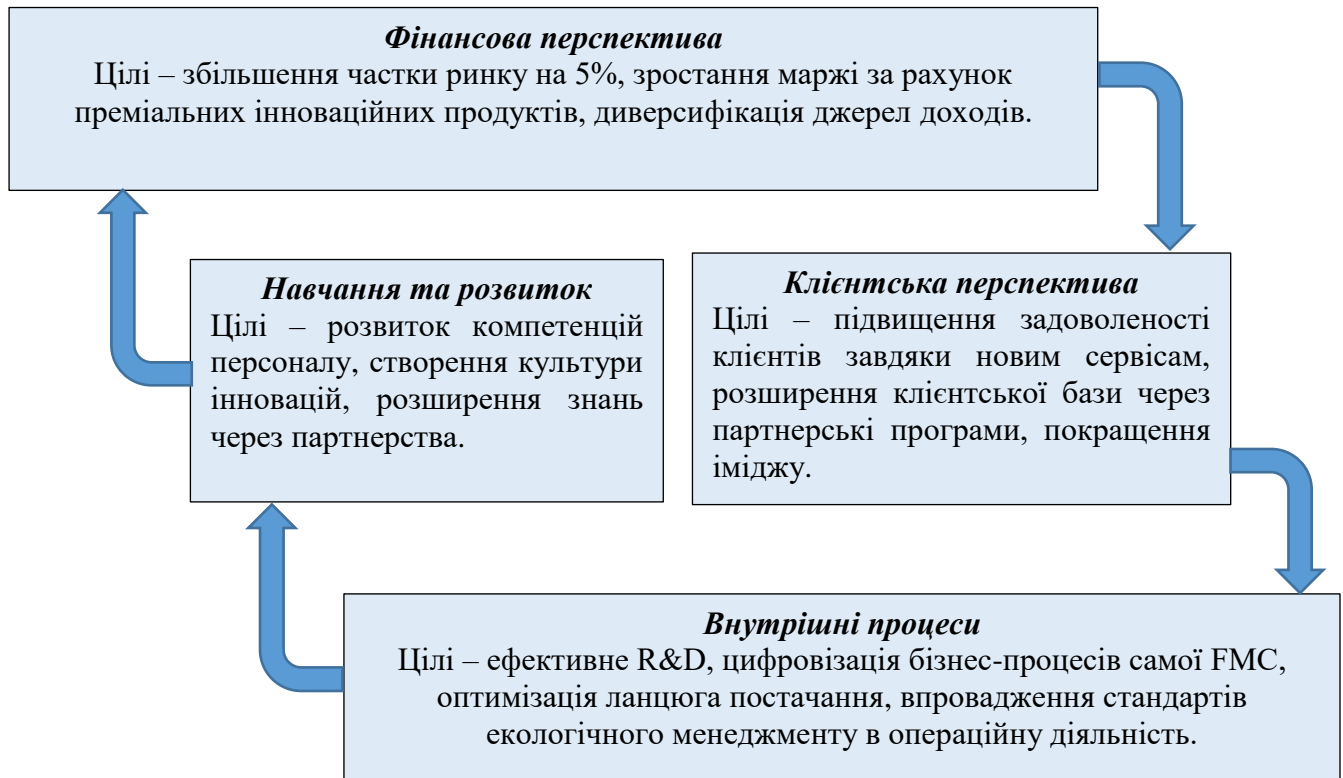 Фінансова перспектива
Цілі – збільшення частки ринку на 5%, зростання маржі за рахунок
преміальних інноваційних продуктів, диверсифікація джерел доходів.
Навчання та розвиток
Цілі – розвиток компетенцій
персоналу, створення культури
інновацій, розширення знань
через партнерства.
Клієнтська перспектива
Цілі – підвищення задоволеності
клієнтів завдяки новим сервісам,
розширення клієнтської бази через
партнерські програми, покращення
іміджу.
Внутрішні процеси
Цілі – ефективне R&D, цифровізація бізнес-процесів самої FMC,
оптимізація ланцюга постачання, впровадження стандартів
екологічного менеджменту в операційну діяльність.